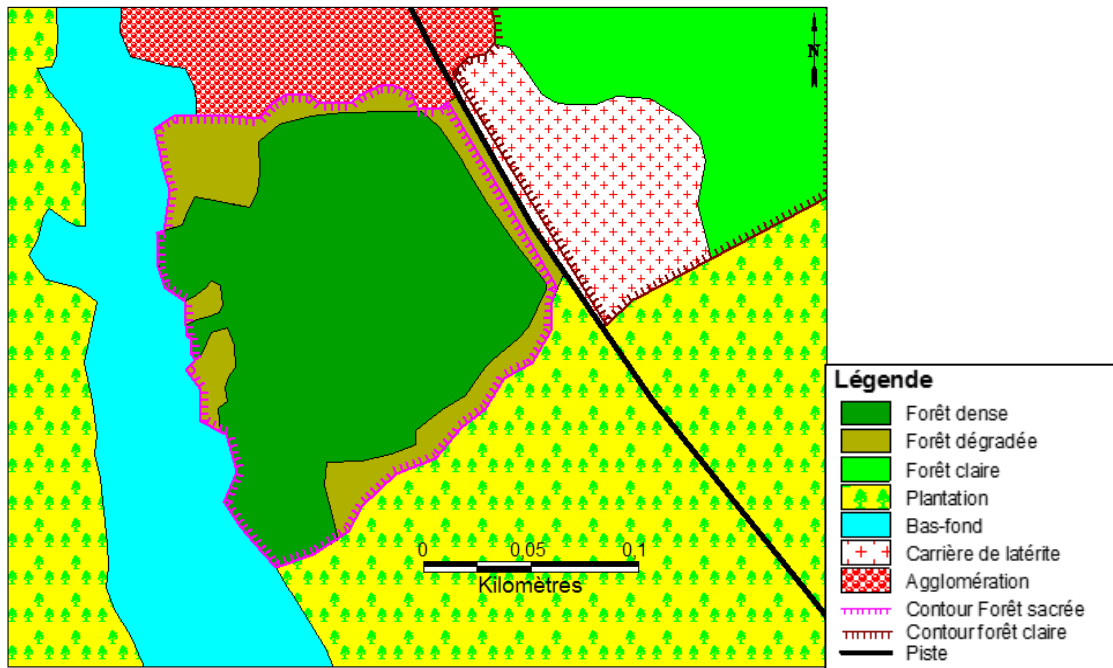 N
0 0.05 0.1
Kilomètres
Légende
Forêt dense
Forêt dégradée
Forêt claire
Plantation
Bas-fond
Carrière de latérite
Agglomération
Contour Forêt sacrée
Contour forêt claire
Piste